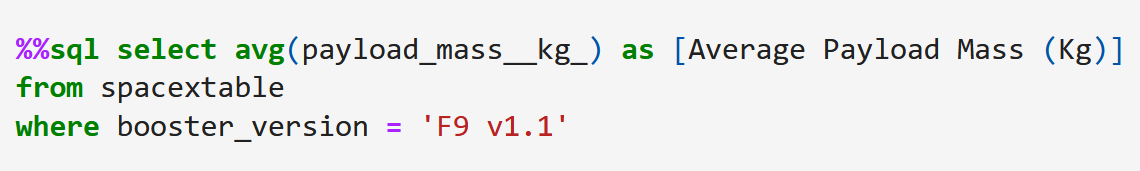 %%sql select avg(payload_mass__kg_) as [Average Payload Mass (Kg)]
from spacextable
where booster_version = 'F9 v1.1'